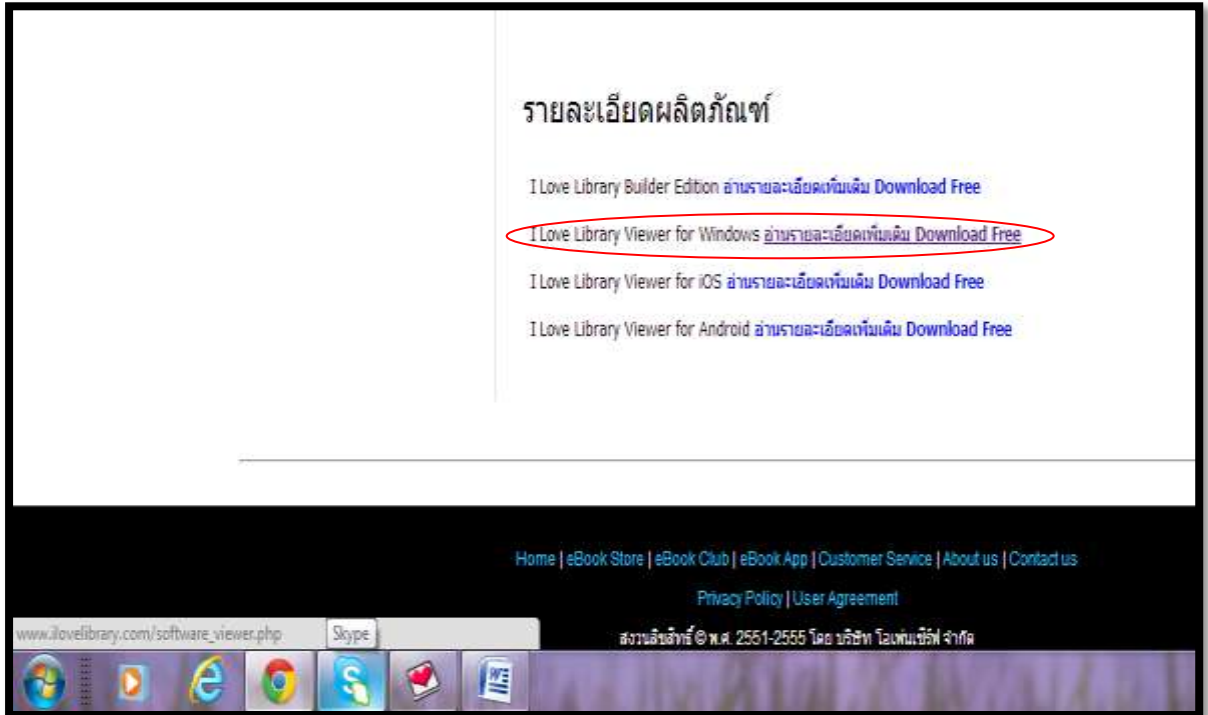 รายละเอียดผลิตภัณฑ์
I Love Library Builder Edition อ่านรายละเอียดเพิ่มเติม Download Free
I Love Library Viewer for Windows อ่านรายละเอียดเพิ่มเติม Download Free
I Love Library Viewer for iOS อ่านรายละเอียดเพิ่มเติม Download Free
I Love Library Viewer for Android อ่านรายละเอียดเพิ่มเติม Download Free
Home | eBook Store | eBook Club | eBook App | Customer Service | About us | Contact us
Privacy Policy | User Agreement
www.ilovelibrary.com/software_viewer.php
Skype
สงวนลิขสิทธิ์ © พ.ศ. 2551-2555 โดย บริษัท โอเพ่นเซิร์ฟ จำกัด